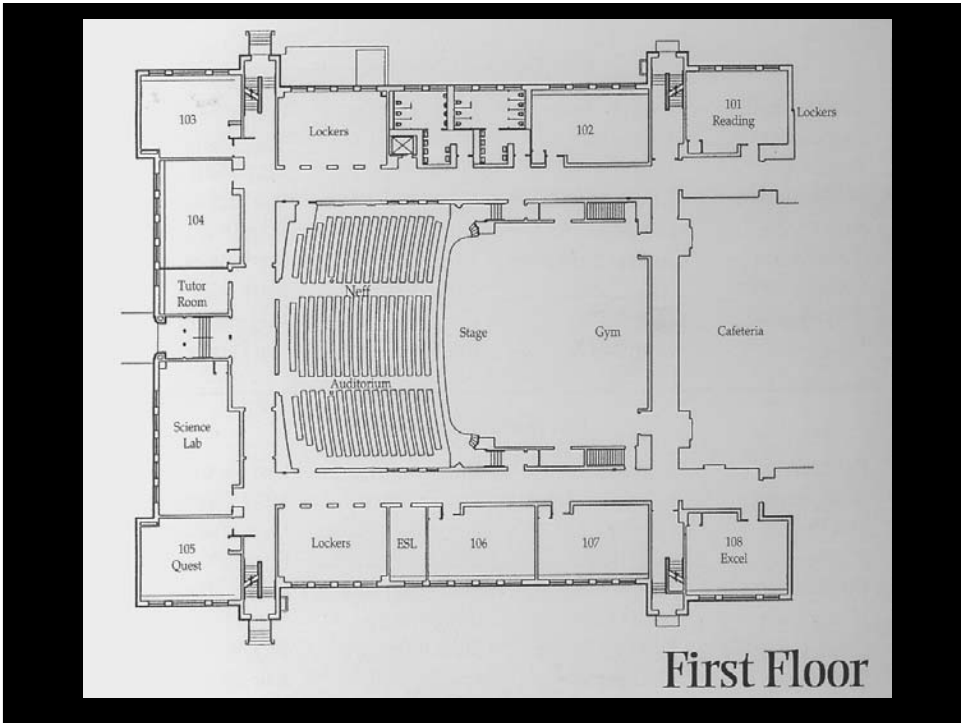 103
Lockers
102
101
Reading
Lockers
104
Tutor
Room
Neff
Stage
Gym
Cafeteria
Auditorium
Science
Lab
105
Quest
Lockers
ESL
106
107
108
Excel
First Floor